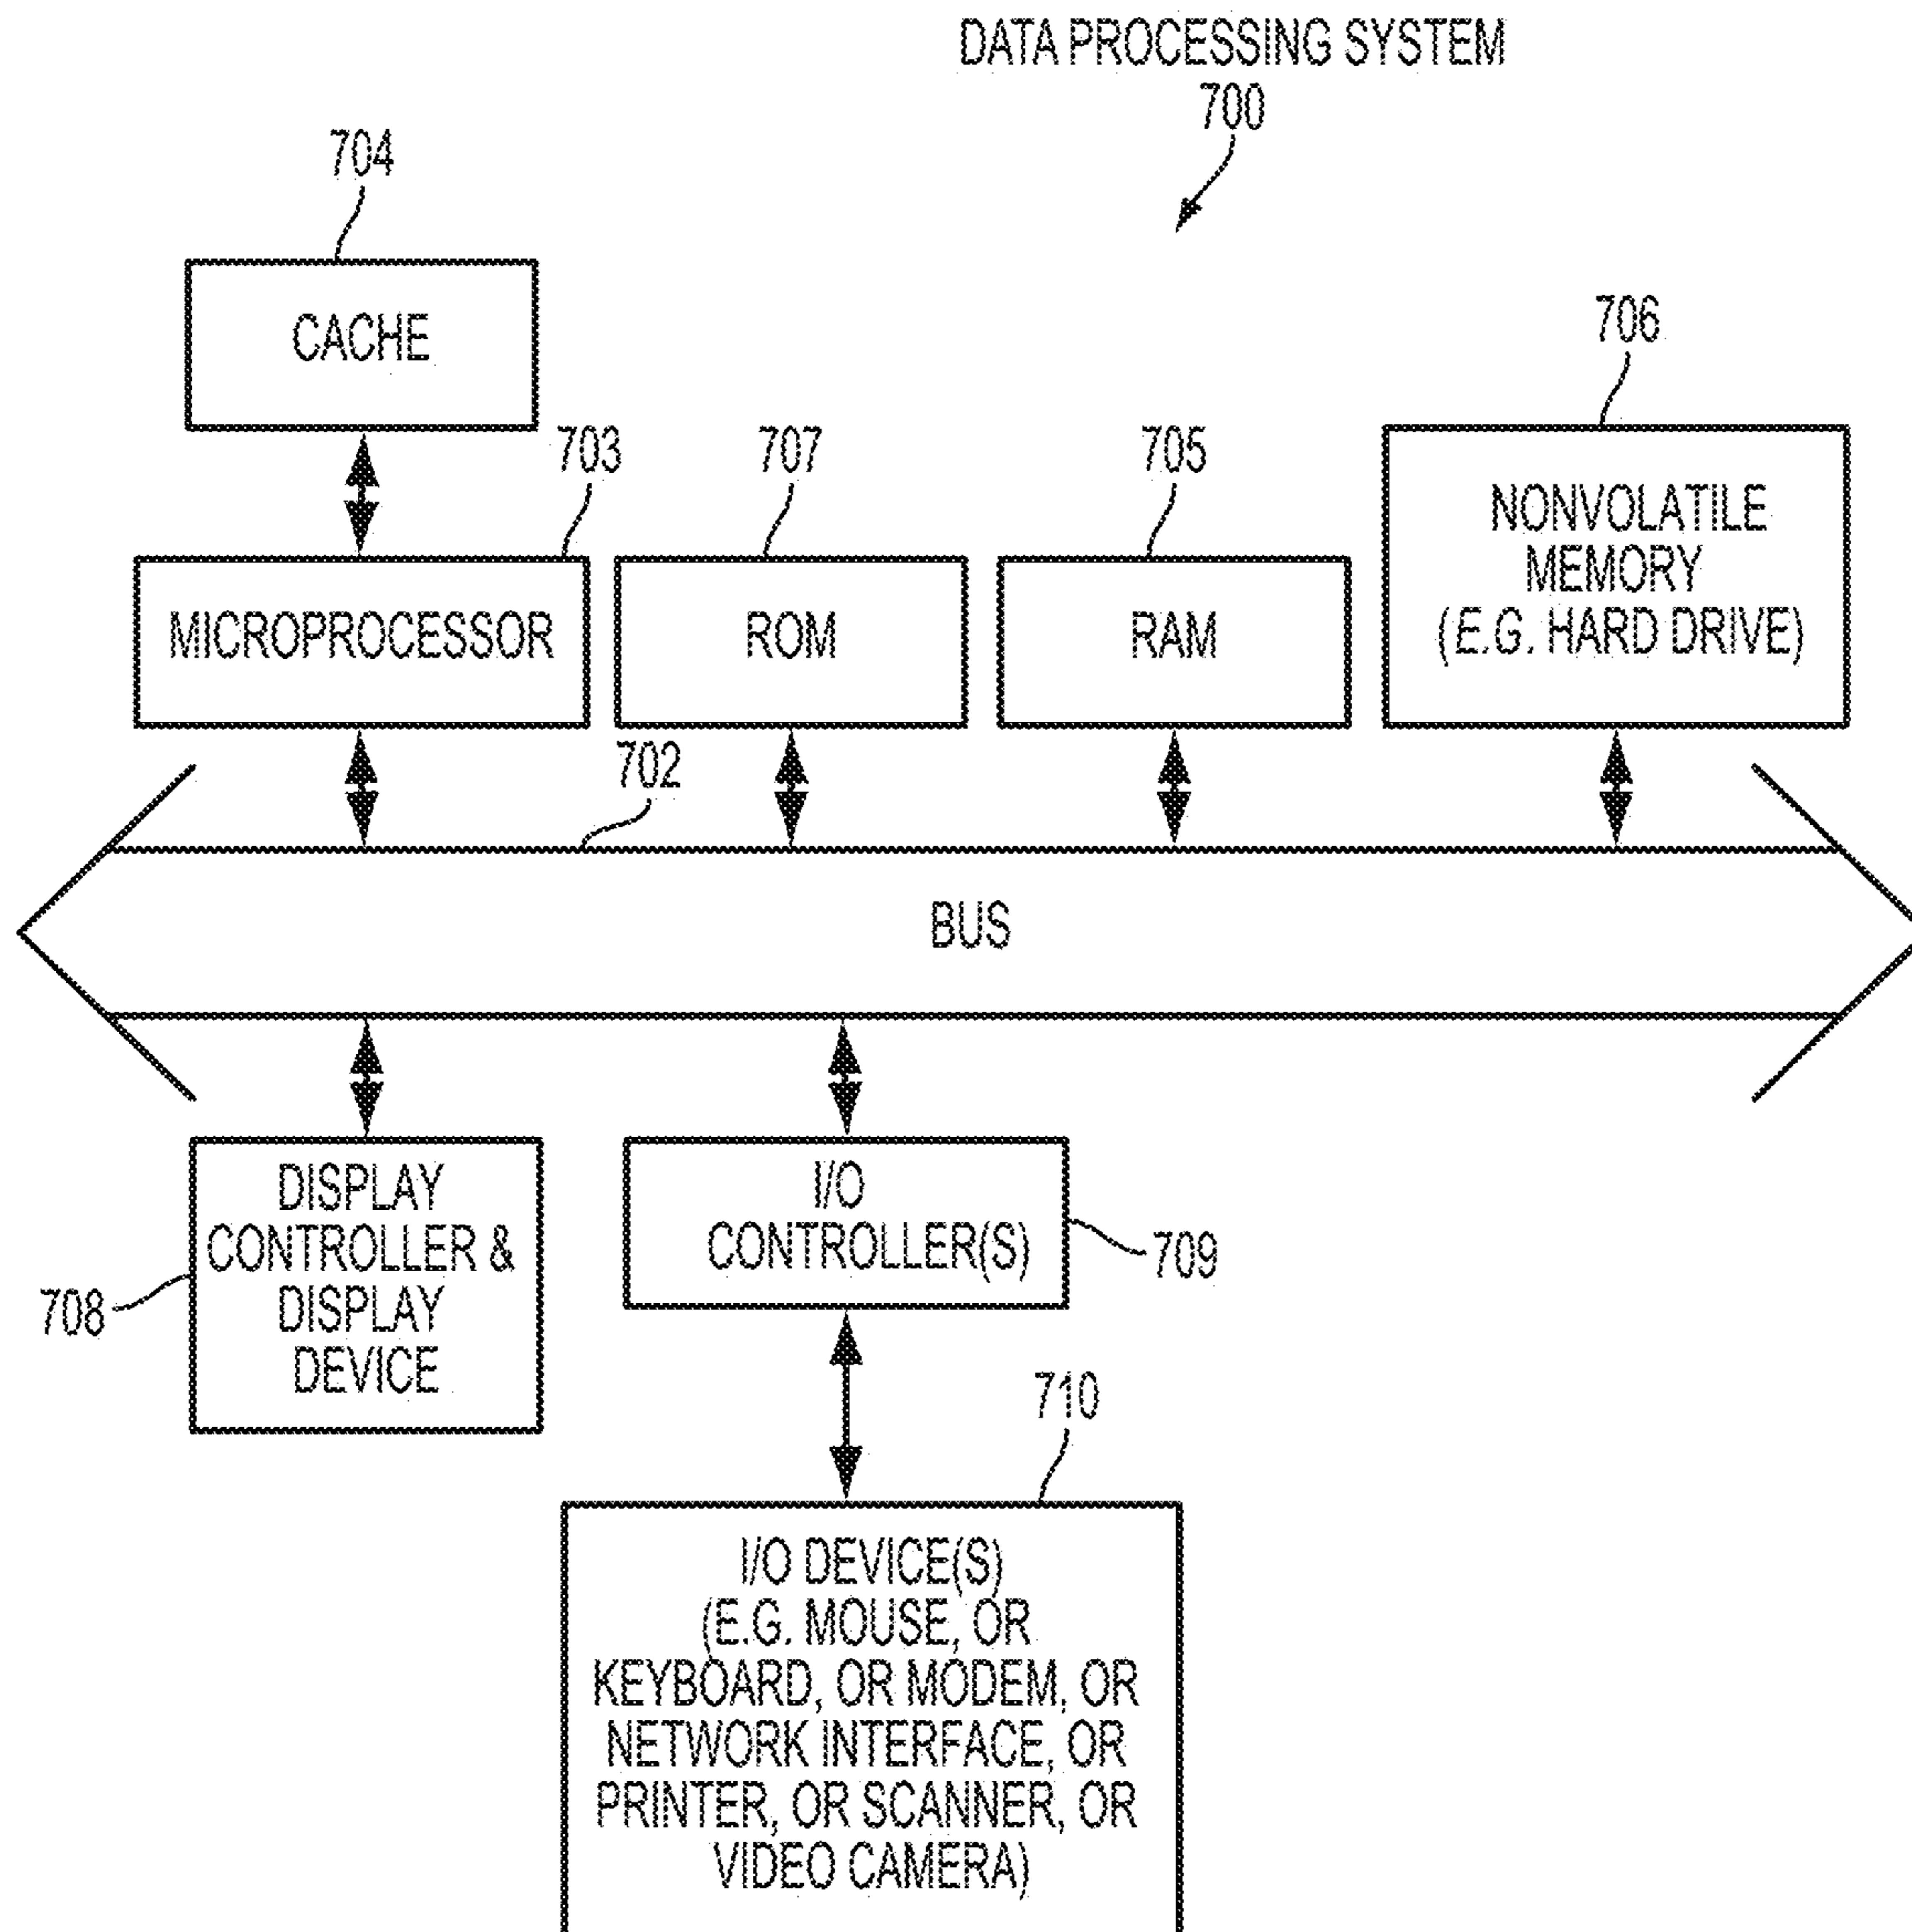 DATA PROCESSING SYSTEM
700
704
CACHE
706
703
707
705
NONVOLATILE
MEMORY
(E.G. HARD DRIVE)
MICROPROCESSOR
ROM
RAM
702
BUS
DISPLAY
CONTROLLER &
DISPLAY
DEVICE
708
I/O
CONTROLLER(S)
709
710
I/O DEVICE(S)
(E.G. MOUSE, OR
KEYBOARD, OR MODEM, OR
NETWORK INTERFACE, OR
PRINTER, OR SCANNER, OR
VIDEO CAMERA)